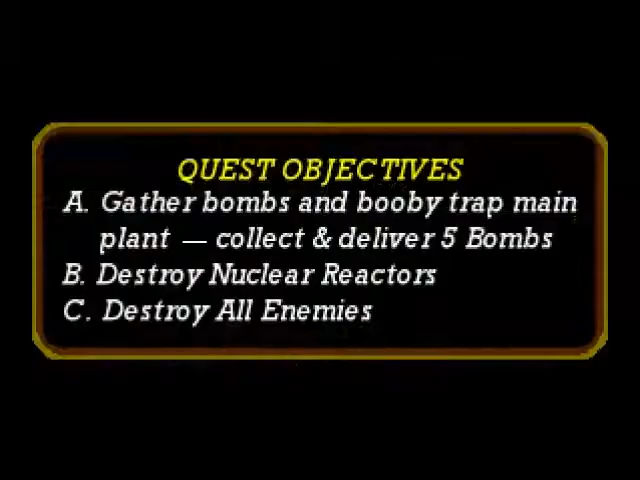 QUEST OBJECTIVES
A. Gather bombs and booby trap main
plant — collect & deliver 5 Bombs
B. Destroy Nuclear Reactors
C. Destroy All Enemies